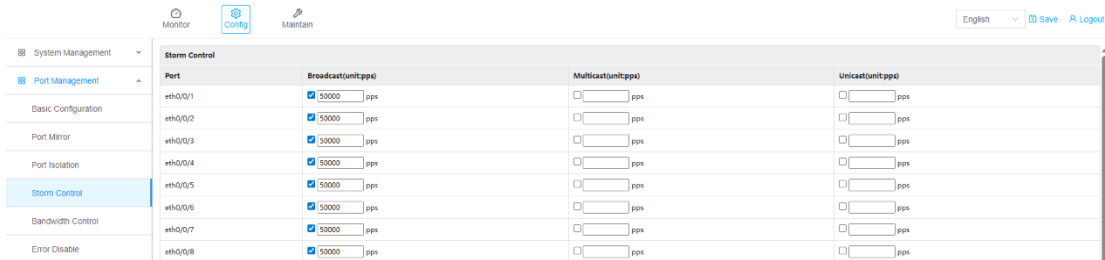 Monitor Config Maintain English Save Logout
System Management
Port Management
Basic Configuration
Port Mirror
Port Isolation
Storm Control
Bandwidth Control
Error Disable
Storm Control
Port Broadcast(unit:pps) Multicast(unit:pps) Unicast(unit:pps)
eth0/0/1 50000 pps pps pps
eth0/0/2 50000 pps pps pps
eth0/0/3 50000 pps pps pps
eth0/0/4 50000 pps pps pps
eth0/0/5 50000 pps pps pps
eth0/0/6 50000 pps pps pps
eth0/0/7 50000 pps pps pps
eth0/0/8 50000 pps pps pps